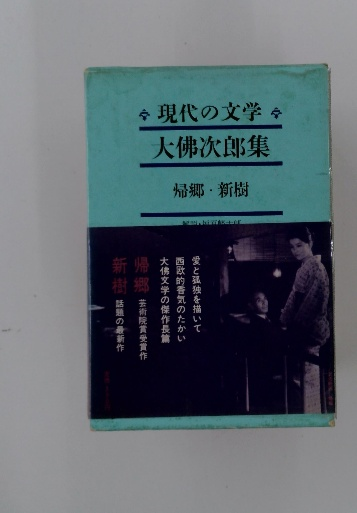 現代の文学
大佛次郎集
帰郷・新樹
愛と孤独を描いて
西欧的香気のたかい
大佛文学の傑作長篇
帰郷 芸術院賞受賞作
新樹 話題の最新作